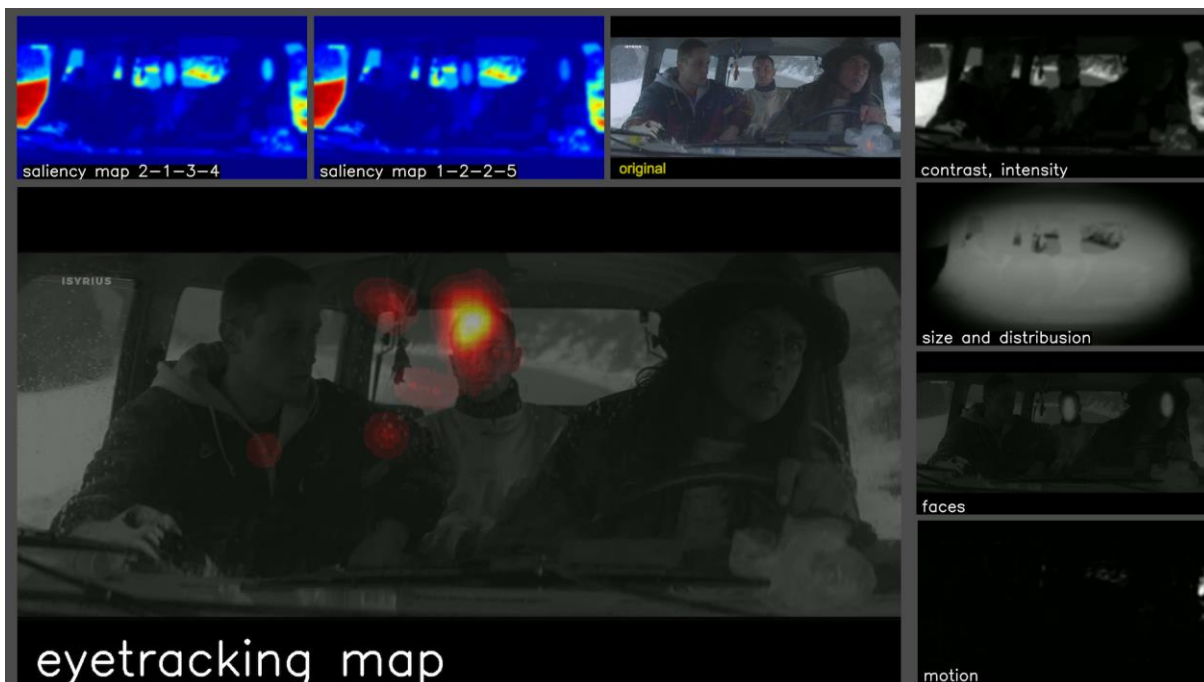 saliency map 2-1-3-4
saliency map 1-2-2-5
original
contrast, intensity
size and distribusion
faces
motion
ISYRIUS
eyetracking map